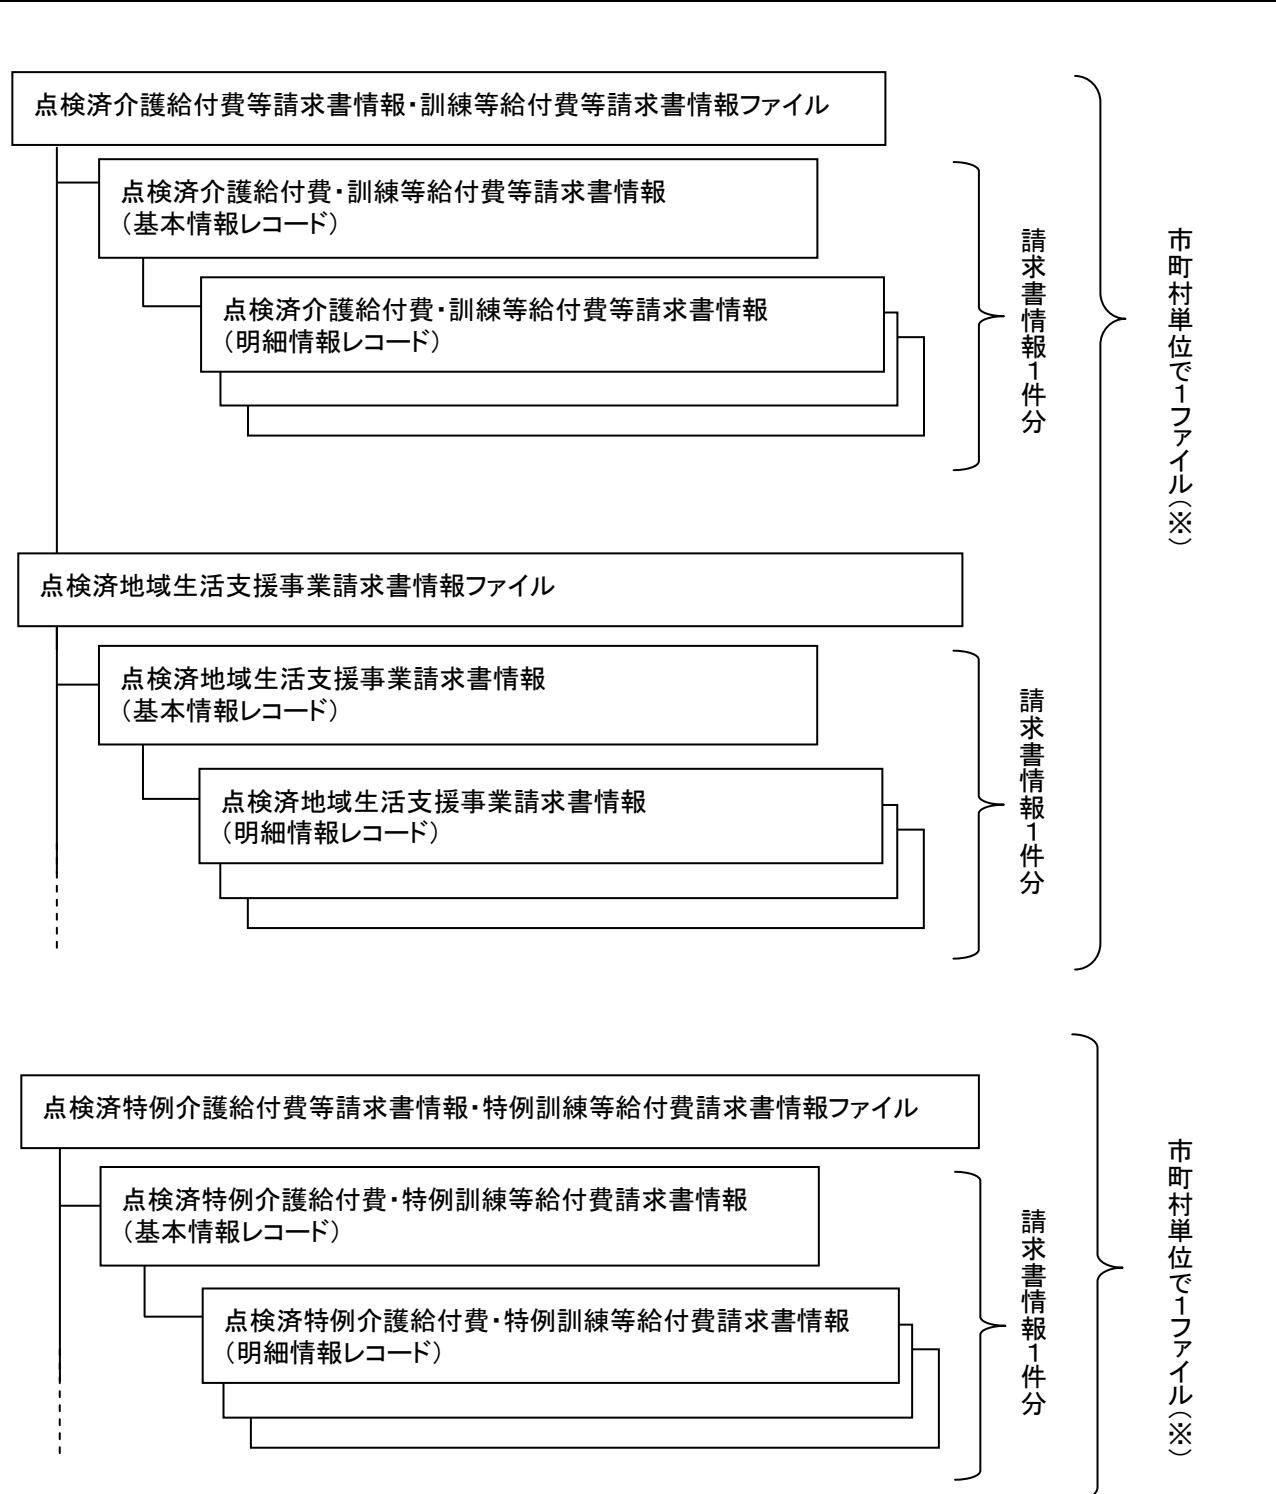 点検済介護給付費等請求書情報・訓練等給付費等請求書情報ファイル
点検済介護給付費・訓練等給付費等請求書情報
（基本情報レコード）
点検済介護給付費・訓練等給付費等請求書情報
（明細情報レコード）
請求書情報１件分
市町村単位で１ファイル（※）
点検済地域生活支援事業請求書情報ファイル
点検済地域生活支援事業請求書情報
（基本情報レコード）
点検済地域生活支援事業請求書情報
（明細情報レコード）
請求書情報１件分
点検済特例介護給付費等請求書情報・特例訓練等給付費請求書情報ファイル
点検済特例介護給付費・特例訓練等給付費請求書情報
（基本情報レコード）
点検済特例介護給付費・特例訓練等給付費請求書情報
（明細情報レコード）
請求書情報１件分
市町村単位で１ファイル（※）